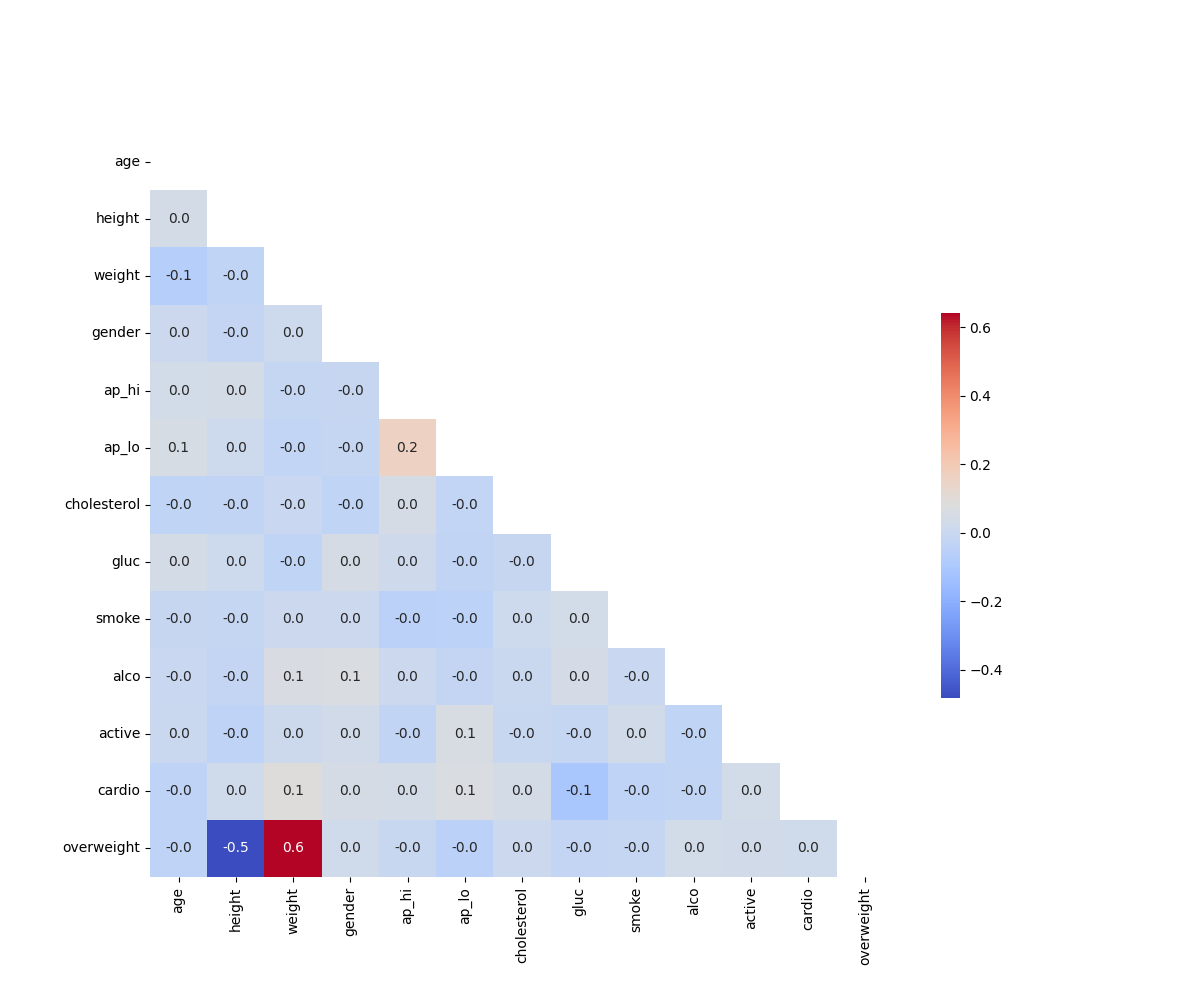 age
height 0.0
weight -0.1 -0.0
gender 0.0 -0.0 0.0
ap_hi 0.0 0.0 -0.0 -0.0
ap_lo 0.1 0.0 -0.0 -0.0 0.2
cholesterol -0.0 -0.0 -0.0 -0.0 0.0 -0.0
gluc 0.0 0.0 -0.0 0.0 0.0 -0.0 -0.0
smoke -0.0 -0.0 0.0 0.0 -0.0 -0.0 0.0 0.0
alco -0.0 -0.0 0.1 0.1 0.0 -0.0 0.0 0.0 -0.0
active 0.0 -0.0 0.0 0.0 -0.0 0.1 -0.0 -0.0 0.0 -0.0
cardio -0.0 0.0 0.1 0.0 0.0 0.1 0.0 -0.1 -0.0 -0.0 0.0
overweight -0.0 -0.5 0.6 0.0 -0.0 -0.0 0.0 -0.0 -0.0 0.0 0.0 0.0
age height weight gender ap_hi ap_lo cholesterol gluc smoke alco active cardio overweight
0.6
0.4
0.2
0.0
−0.2
−0.4